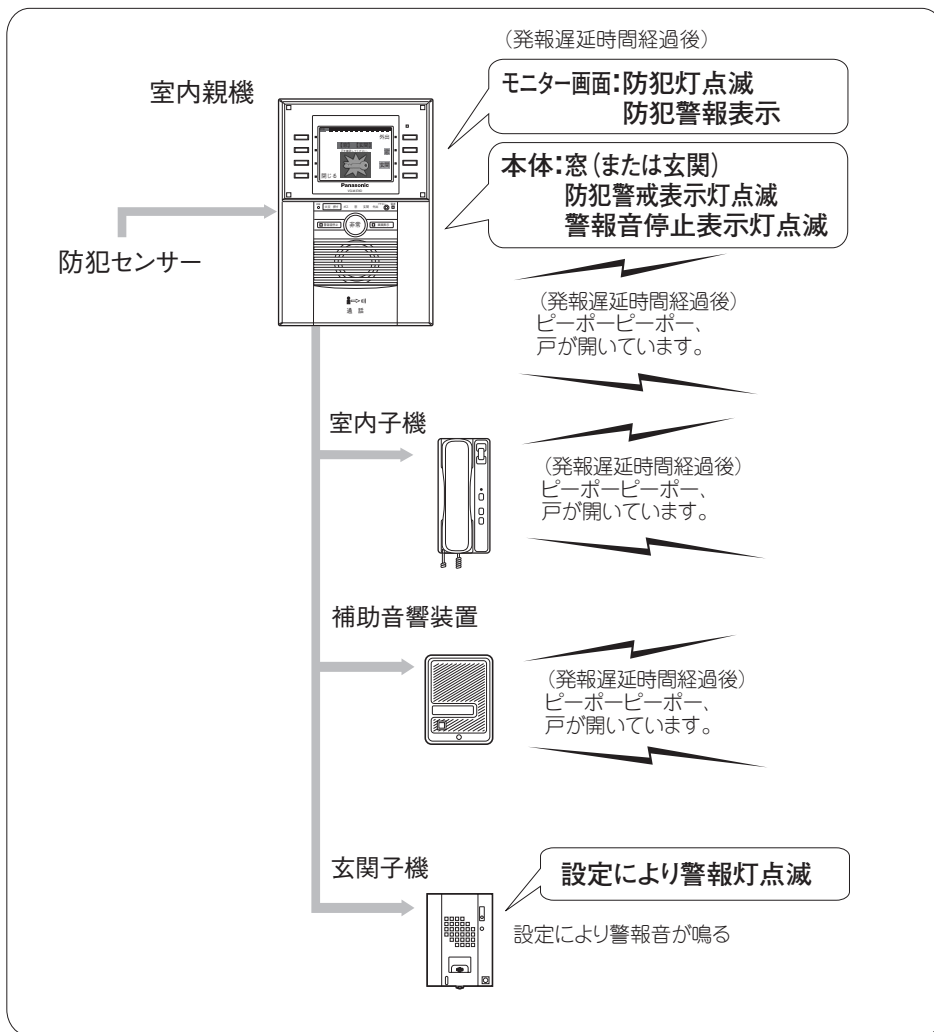 (発報遅延時間経過後)
モニター画面:防犯灯点滅
防犯警報表示
室内親機
外出
閉じる
Panasonic
非常
通話
本体:窓(または玄関)
防犯警戒表示灯点滅
警報音停止表示灯点滅
防犯センサー
(発報遅延時間経過後)
ピーポーピーポー、
戸が開いています。
室内子機
(発報遅延時間経過後)
ピーポーピーポー、
戸が開いています。
補助音響装置
(発報遅延時間経過後)
ピーポーピーポー、
戸が開いています。
玄関子機
設定により警報灯点滅
設定により警報音が鳴る